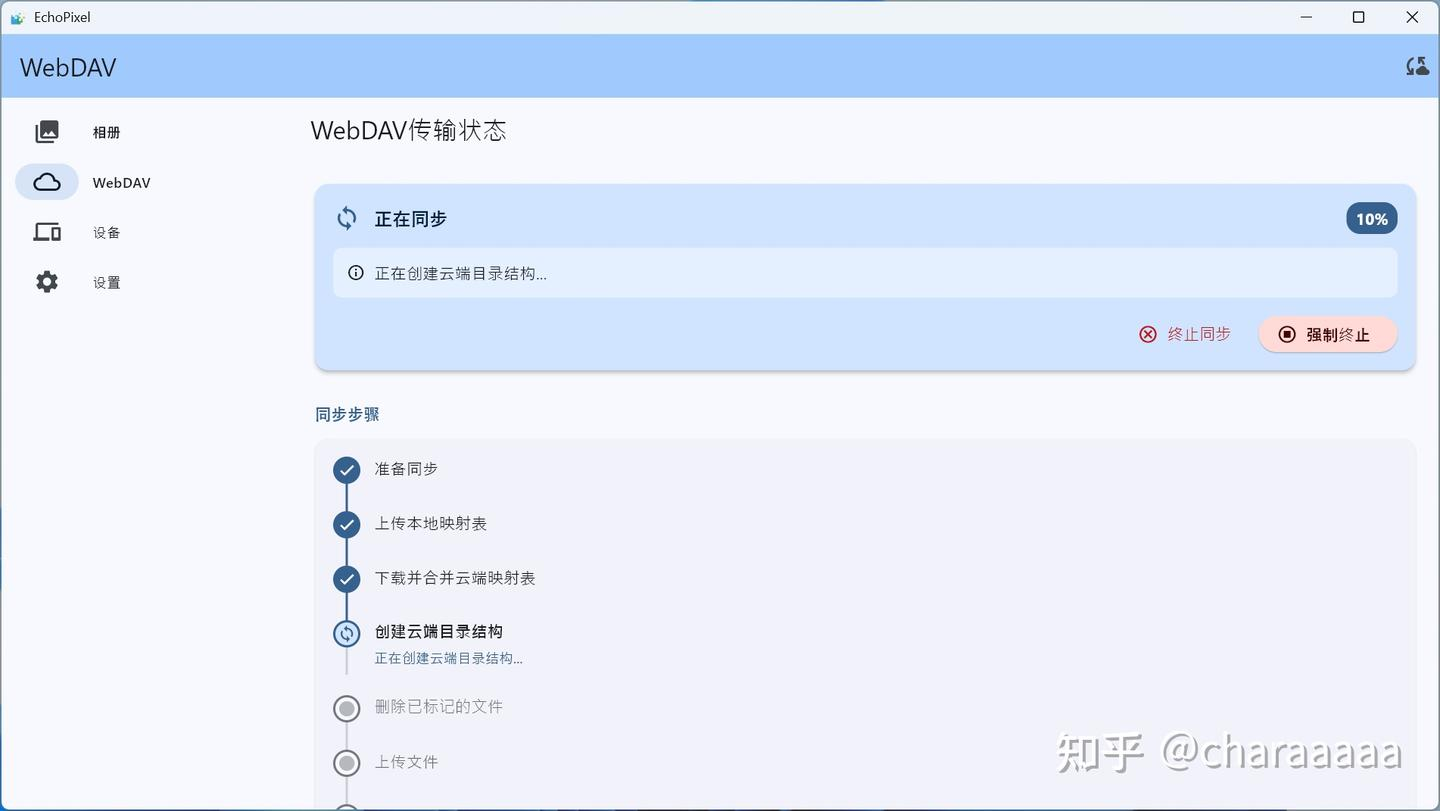 EchoPixel
WebDAV
相册
WebDAV
设备
设置
WebDAV传输状态
正在同步
10%
正在创建云端目录结构...
终止同步
强制终止
同步步骤
准备同步
上传本地映射表
下载并合并云端映射表
创建云端目录结构
正在创建云端目录结构...
删除已标记的文件
上传文件
知乎 @charaaaaa